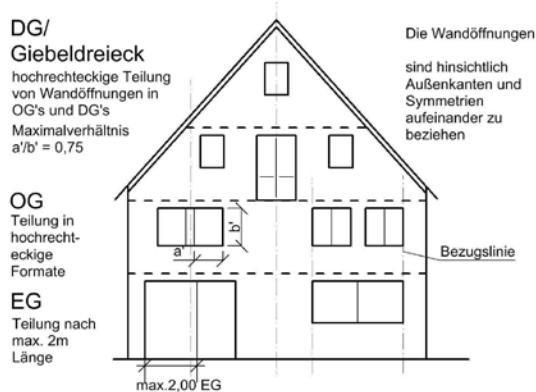 DG/
Giebeldreieck
hochrechteckige Teilung
von Wandöffnungen in
OG's und DG's
Maximalverhältnis
a'/b' = 0,75
Die Wandöffnungen
sind hinsichtlich
Außenkanten und
Symmetrien
aufeinander zu
beziehen
OG
Teilung in
hochrecht-
eckige
Formate
b'
a'
Bezugslinie
EG
Teilung nach
max. 2m
Länge
max.2,00 EG